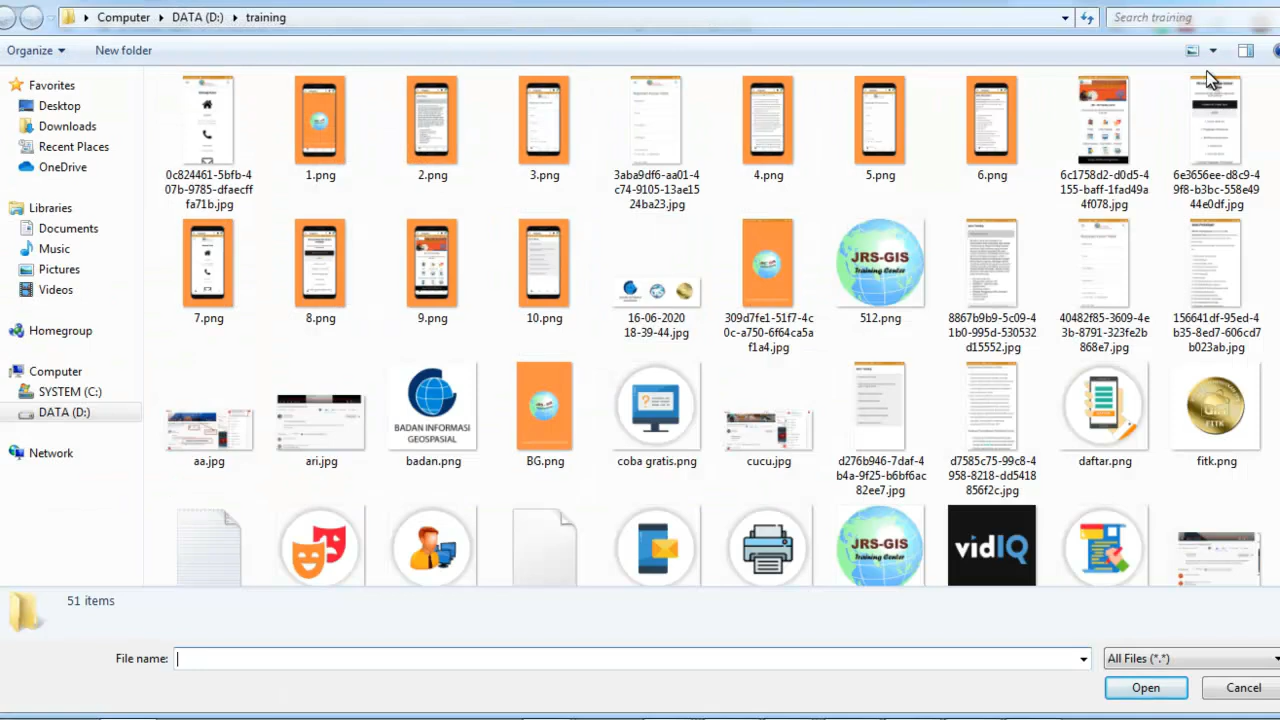 Computer ▸ DATA (D:) ▸ training
Search training
Organize
New folder
Favorites
Desktop
Downloads
Recent Places
OneDrive
Libraries
Documents
Music
Pictures
Videos
Homegroup
Computer
SYSTEM (C:)
DATA (D:)
Network
0c824461-5bfb-4
07b-9785-dfaecff
fa71b.jpg
1.png
2.png
3.png
3aba9df6-aa01-4
c74-9105-13ae15
24ba23.jpg
4.png
5.png
6.png
6c1758d2-d0d5-4
155-baff-1fad49a
4f078.jpg
6e3656ee-d8c9-4
9f8-b3bc-558e49
44e0df.jpg
JRS-GIS
Training Center
7.png
8.png
9.png
10.png
16-06-2020
18-39-44.jpg
309d7fe1-51f7-4c
0c-a750-6f64ca5a
f1a4.jpg
512.png
8867b9b9-5c09-4
1b0-995d-530532
d15552.jpg
40482f85-3609-4e
3b-8791-323fe2b
868e7.jpg
156641df-95ed-4
b35-8ed7-606cd7
b023ab.jpg
BADAN INFORMASI
GEOSPASIAL
FITK
aa.jpg
ari.jpg
badan.png
BG.png
coba gratis.png
cucu.jpg
d276b946-7daf-4
b4a-9f25-b6bf6ac
82ee7.jpg
d7585c75-99c8-4
958-8218-dd5418
856f2c.jpg
daftar.png
fitk.png
JRS-GIS
Training Center
vidIQ
51 items
File name:
All Files (*.*)
Open
Cancel